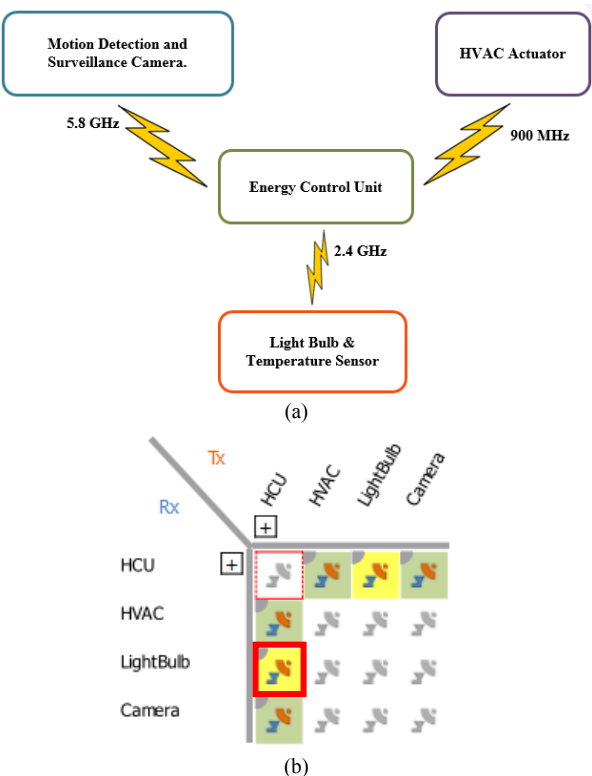 Motion Detection and
Surveillance Camera.
HVAC Actuator
5.8 GHz
900 MHz
Energy Control Unit
2.4 GHz
Light Bulb &
Temperature Sensor
(a)
Tx
Rx
HCU
HVAC
LightBulb
Camera
+
HCU
+
HVAC
LightBulb
Camera
(b)